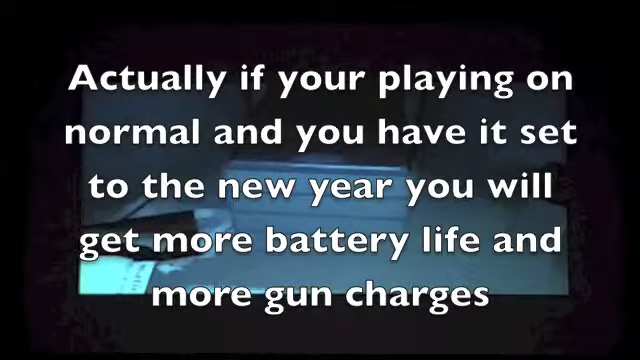 Actually if your playing on
normal and you have it set
to the new year you will
get more battery life and
more gun charges